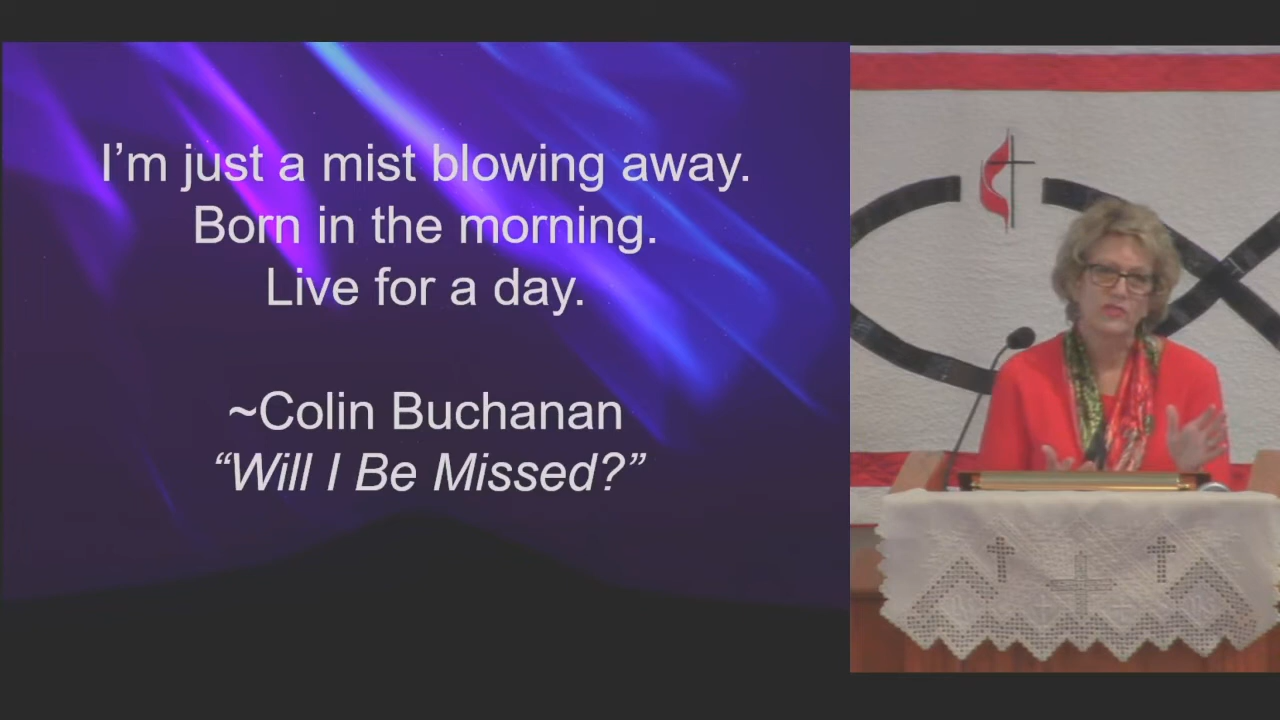 I’m just a mist blowing away.
Born in the morning.
Live for a day.
~Colin Buchanan
“Will I Be Missed?”